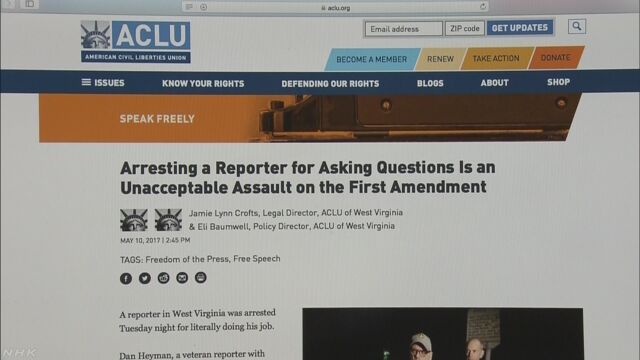 aclu.org
ACLU
AMERICAN CIVIL LIBERTIES UNION
Email address ZIP code GET UPDATES
BECOME A MEMBER RENEW TAKE ACTION DONATE
ISSUES KNOW YOUR RIGHTS DEFENDING OUR RIGHTS BLOGS ABOUT SHOP
SPEAK FREELY
Arresting a Reporter for Asking Questions Is an
Unacceptable Assault on the First Amendment
Jamie Lynn Crofts, Legal Director, ACLU of West Virginia
& Eli Baumwell, Policy Director, ACLU of West Virginia
MAY 10, 2017 | 2:45 PM
TAGS: Freedom of the Press, Free Speech
A reporter in West Virginia was arrested
Tuesday night for literally doing his job.
Dan Heyman, a veteran reporter with
NHK